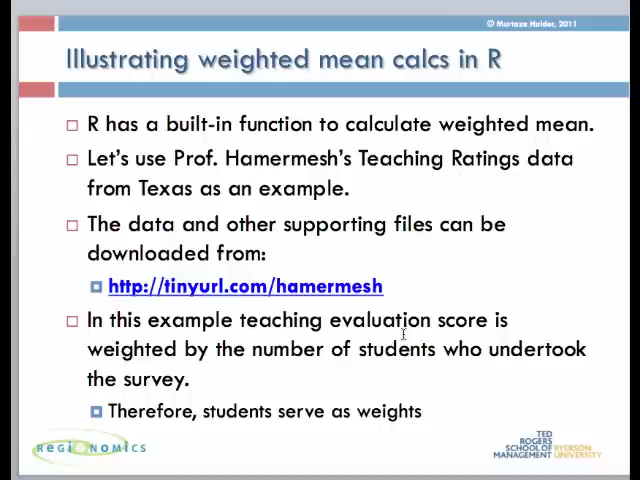 © Murtaza Haider, 2011
Illustrating weighted mean calcs in R
R has a built-in function to calculate weighted mean.
Let's use Prof. Hamermesh's Teaching Ratings data
from Texas as an example.
The data and other supporting files can be
downloaded from:
http://tinyurl.com/hamermesh
In this example teaching evaluation score is
weighted by the number of students who undertook
the survey.
Therefore, students serve as weights
REGIONOMICS
TED
ROGERS
SCHOOL OF RYERSON
MANAGEMENT UNIVERSITY